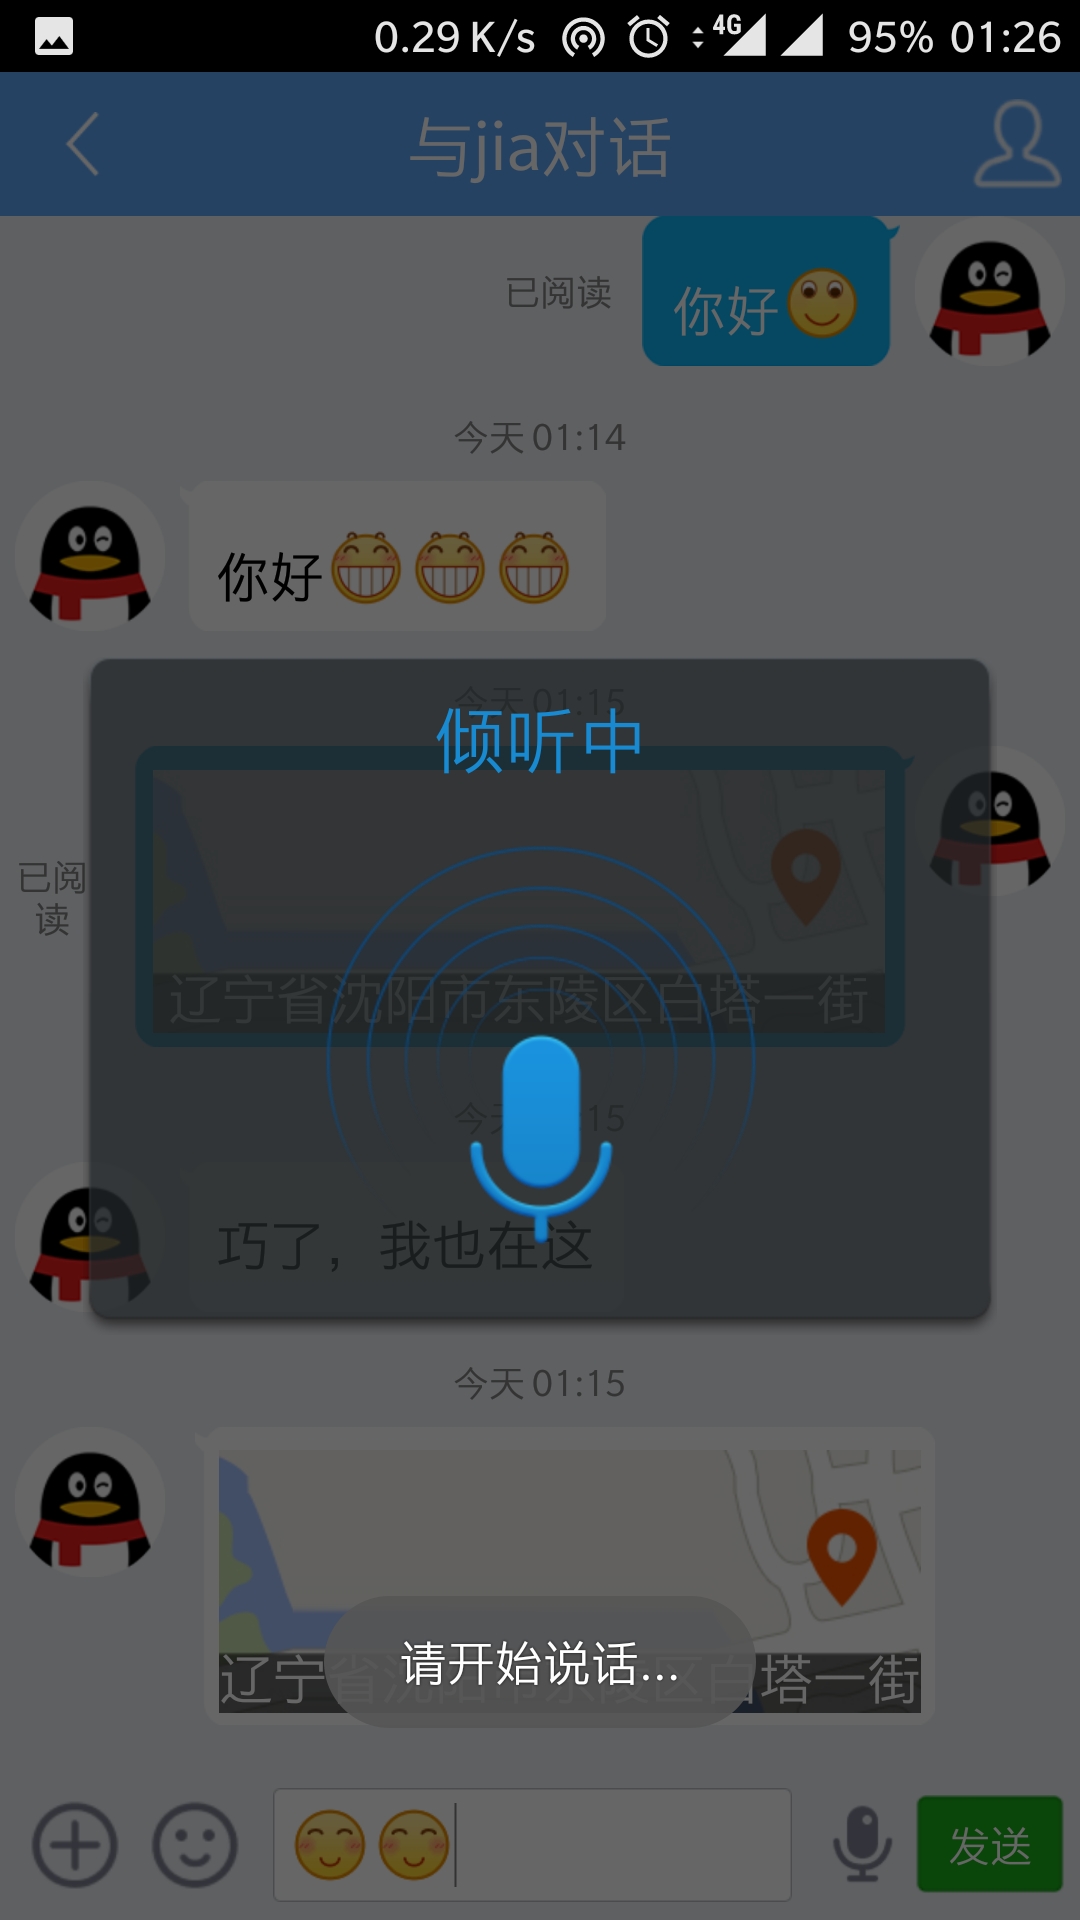 0.29 K/s 4G 95% 01:26
与jia对话
已阅读
你好
今天 01:14
你好
今天 01:15
倾听中
已阅
读
辽宁省沈阳市东陵区白塔一街
今天 01:15
巧了，我也在这
今天 01:15
辽宁省沈阳市东陵区白塔一街
请开始说话...
发送